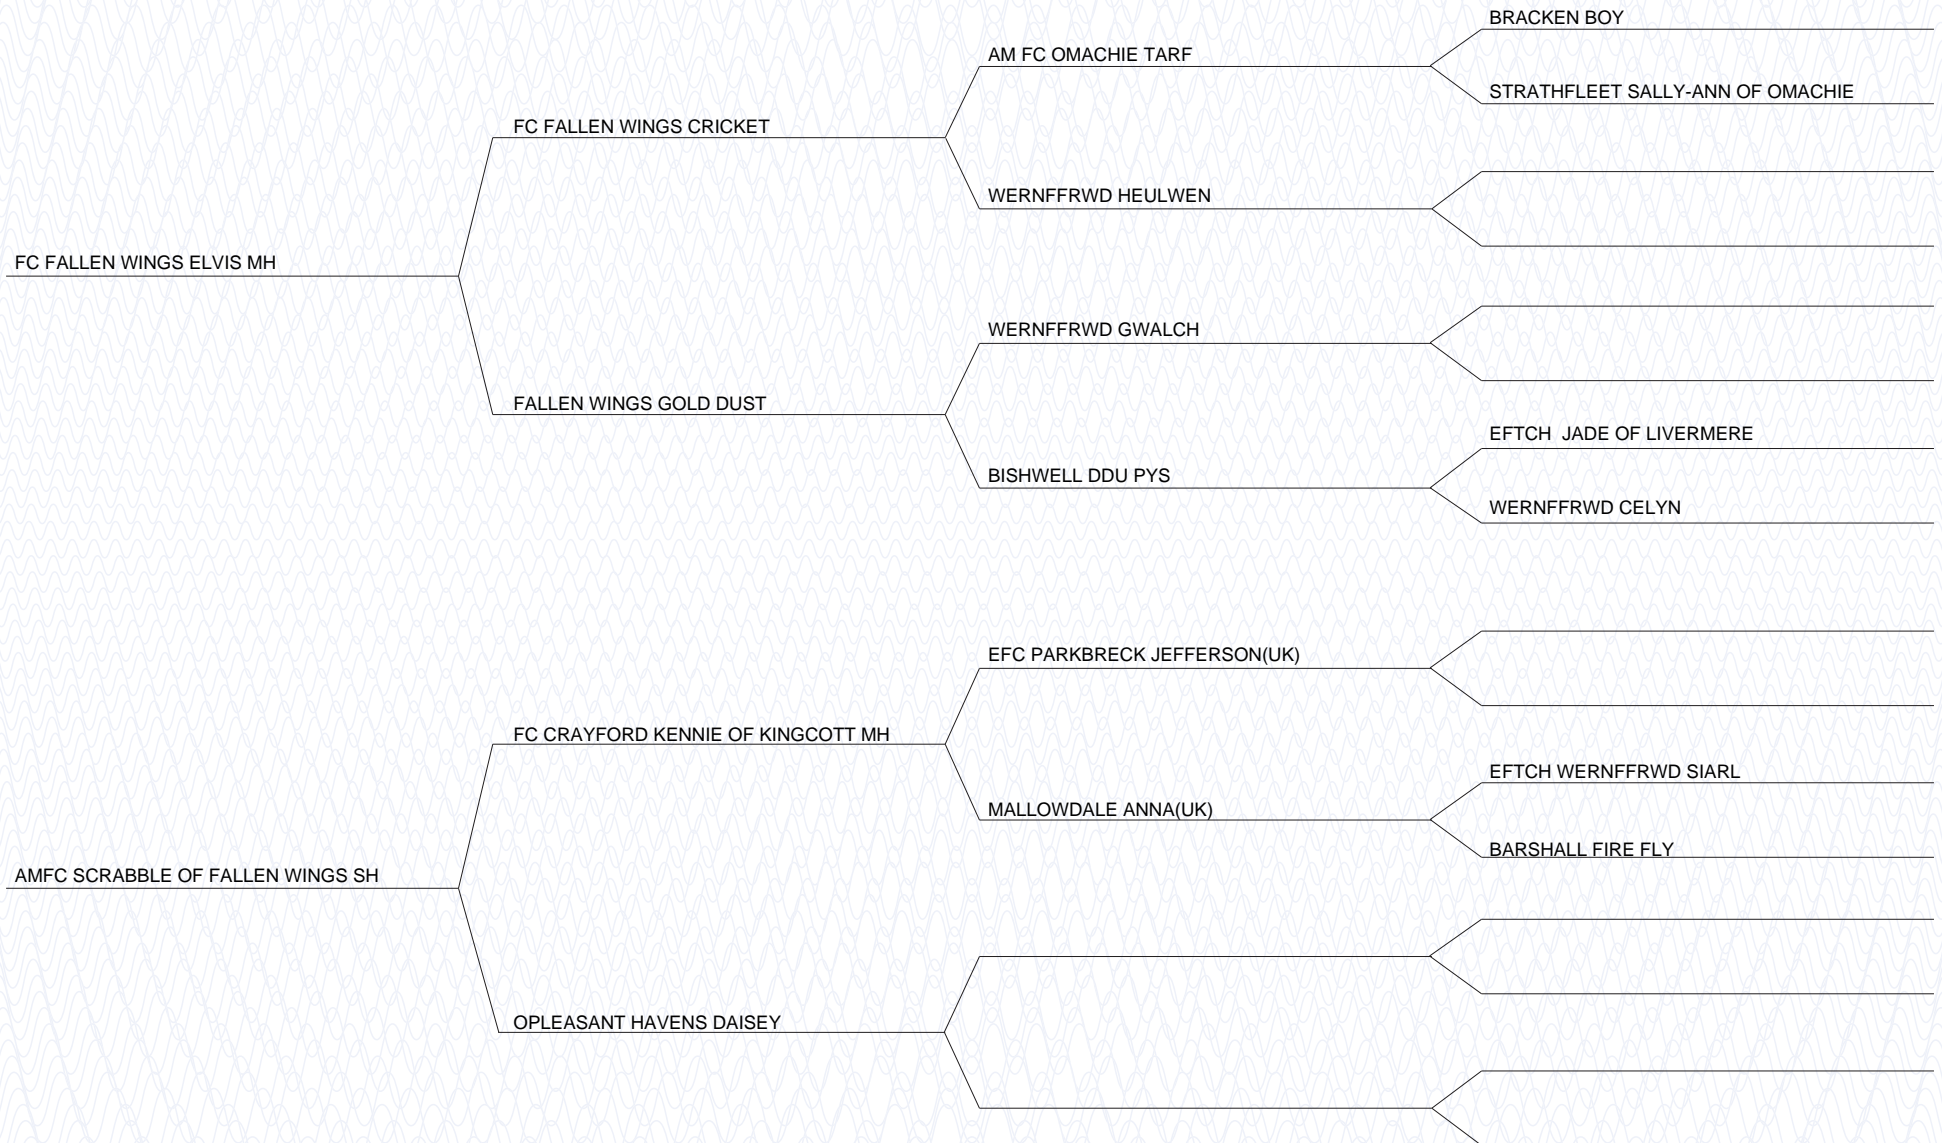 BRACKEN BOY
AM FC OMACHIE TARF
STRATHFLEET SALLY-ANN OF OMACHIE
FC FALLEN WINGS CRICKET
WERNFFRWD HEULWEN
FC FALLEN WINGS ELVIS MH
WERNFFRWD GWALCH
FALLEN WINGS GOLD DUST
EFTCH  JADE OF LIVERMERE
BISHWELL DDU PYS
WERNFFRWD CELYN
EFC PARKBRECK JEFFERSON(UK)
FC CRAYFORD KENNIE OF KINGCOTT MH
EFTCH WERNFFRWD SIARL
MALLOWDALE ANNA(UK)
BARSHALL FIRE FLY
AMFC SCRABBLE OF FALLEN WINGS SH
OPLEASANT HAVENS DAISEY